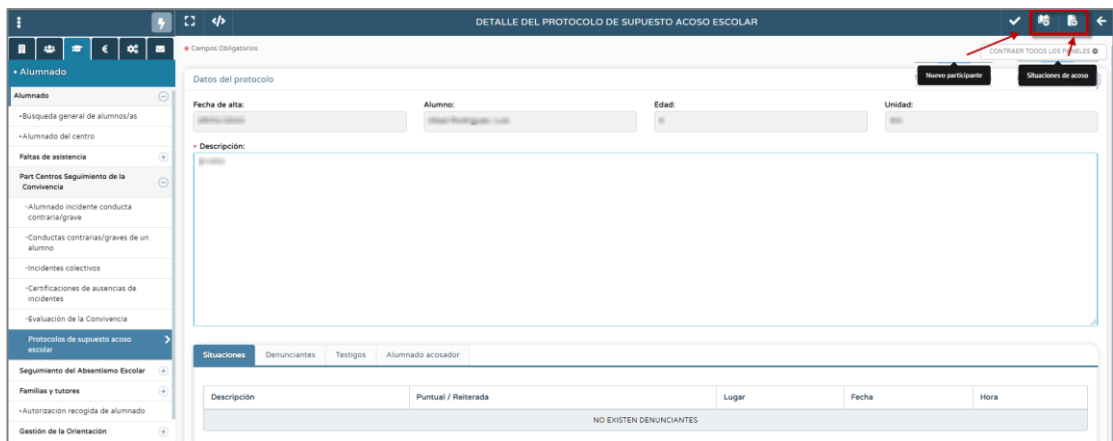 DETALLE DEL PROTOCOLO DE SUPUESTO ACOSO ESCOLAR
* Campos Obligatorios
CONTRAER TODOS LOS PANELES
Nuevo participante
Situaciones de acoso
• Alumnado
Alumnado
•Búsqueda general de alumnos/as
•Alumnado del centro
Faltas de asistencia
Part Centros Seguimiento de la
Convivencia
-Alumnado incidente conducta
contraria/grave
-Conductas contrarias/graves de un
alumno
-Incidentes colectivos
-Certificaciones de ausencias de
incidentes
-Evaluación de la Convivencia
-Protocolos de supuesto acoso
escolar
Seguimiento del Absentismo Escolar
Familias y tutores
•Autorización recogida de alumnado
Gestión de la Orientación
Datos del protocolo
Fecha de alta: Alumno: Edad: Unidad:
* Descripción:
Situaciones Denunciantes Testigos Alumnado acosador
Descripción Puntual / Reiterada Lugar Fecha Hora
NO EXISTEN DENUNCIANTES